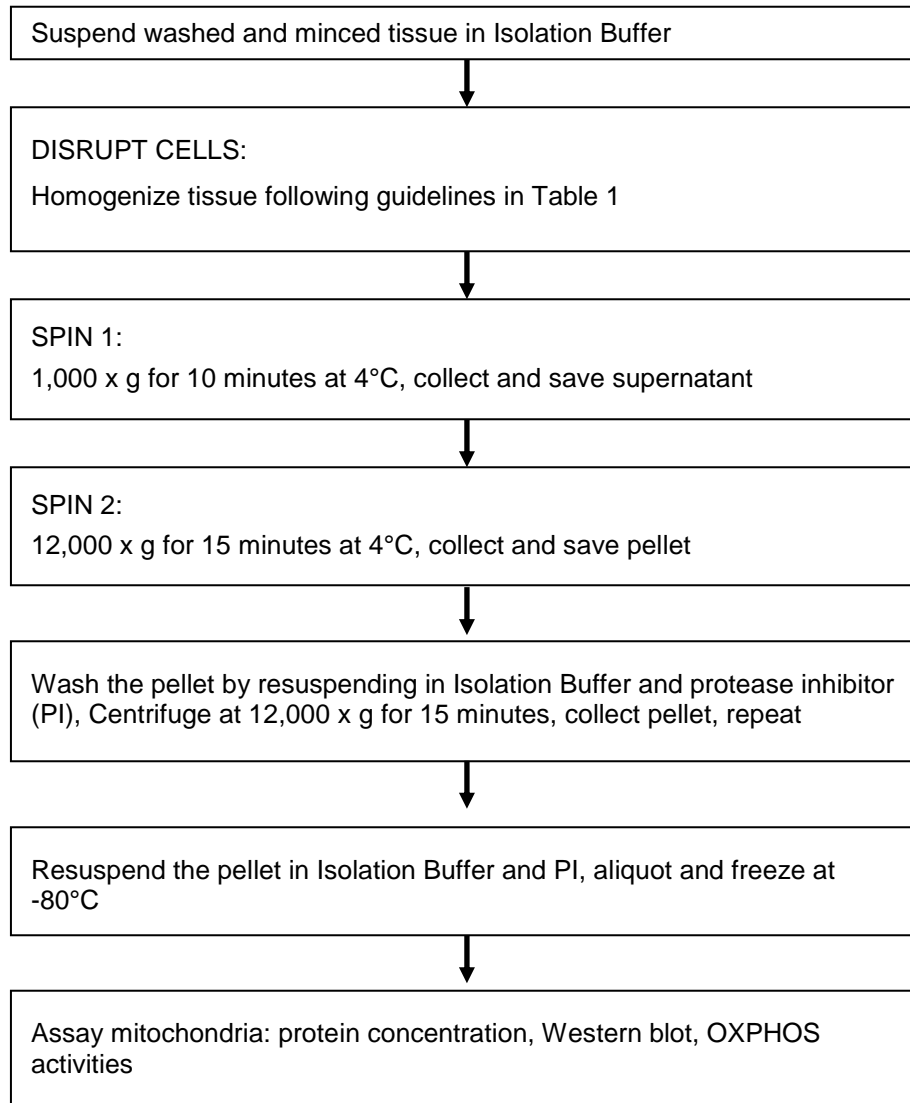 Suspend washed and minced tissue in Isolation Buffer
DISRUPT CELLS:
Homogenize tissue following guidelines in Table 1
SPIN 1:
1,000 x g for 10 minutes at 4°C, collect and save supernatant
SPIN 2:
12,000 x g for 15 minutes at 4°C, collect and save pellet
Wash the pellet by resuspending in Isolation Buffer and protease inhibitor
(PI), Centrifuge at 12,000 x g for 15 minutes, collect pellet, repeat
Resuspend the pellet in Isolation Buffer and PI, aliquot and freeze at
-80°C
Assay mitochondria: protein concentration, Western blot, OXPHOS
activities